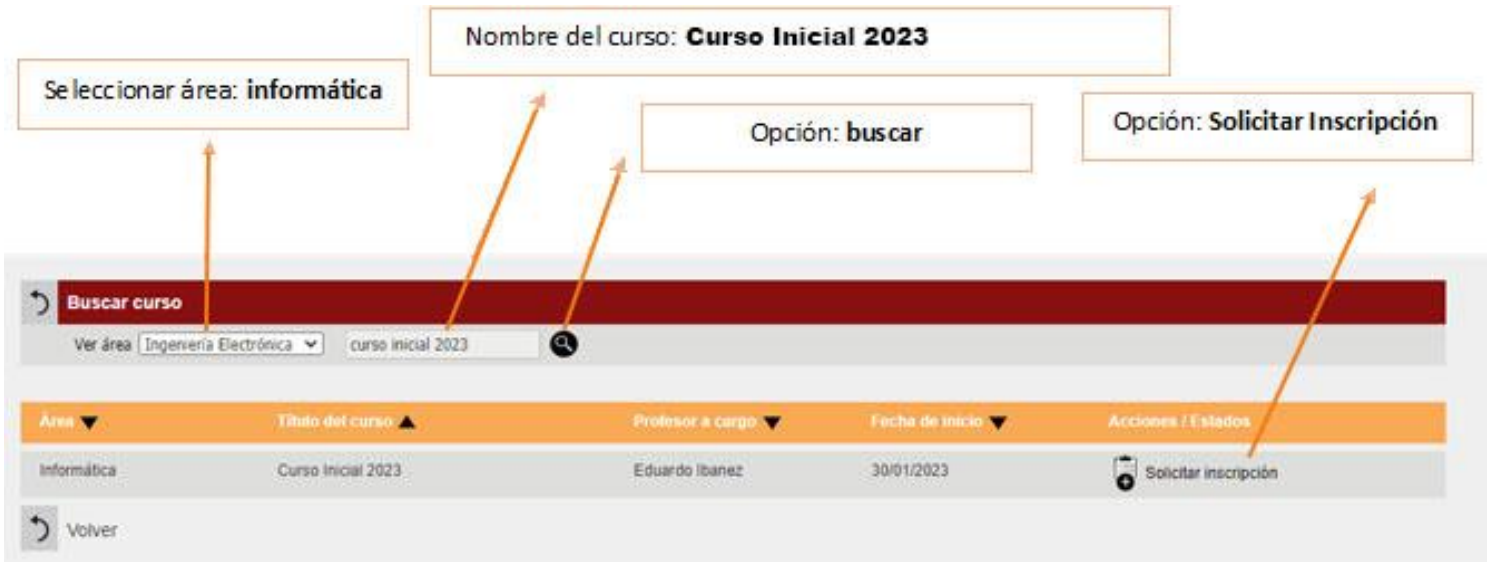 Nombre del curso: Curso Inicial 2023
Seleccionar área: informática
Opción: buscar
Opción: Solicitar Inscripción
Buscar curso
Ver área Ingeniería Electrónica curso inicial 2023
Área Título del curso Profesor a cargo Fecha de inicio Acciones / Estados
Informática Curso Inicial 2023 Eduardo Ibanez 30/01/2023 Solicitar inscripción
Volver